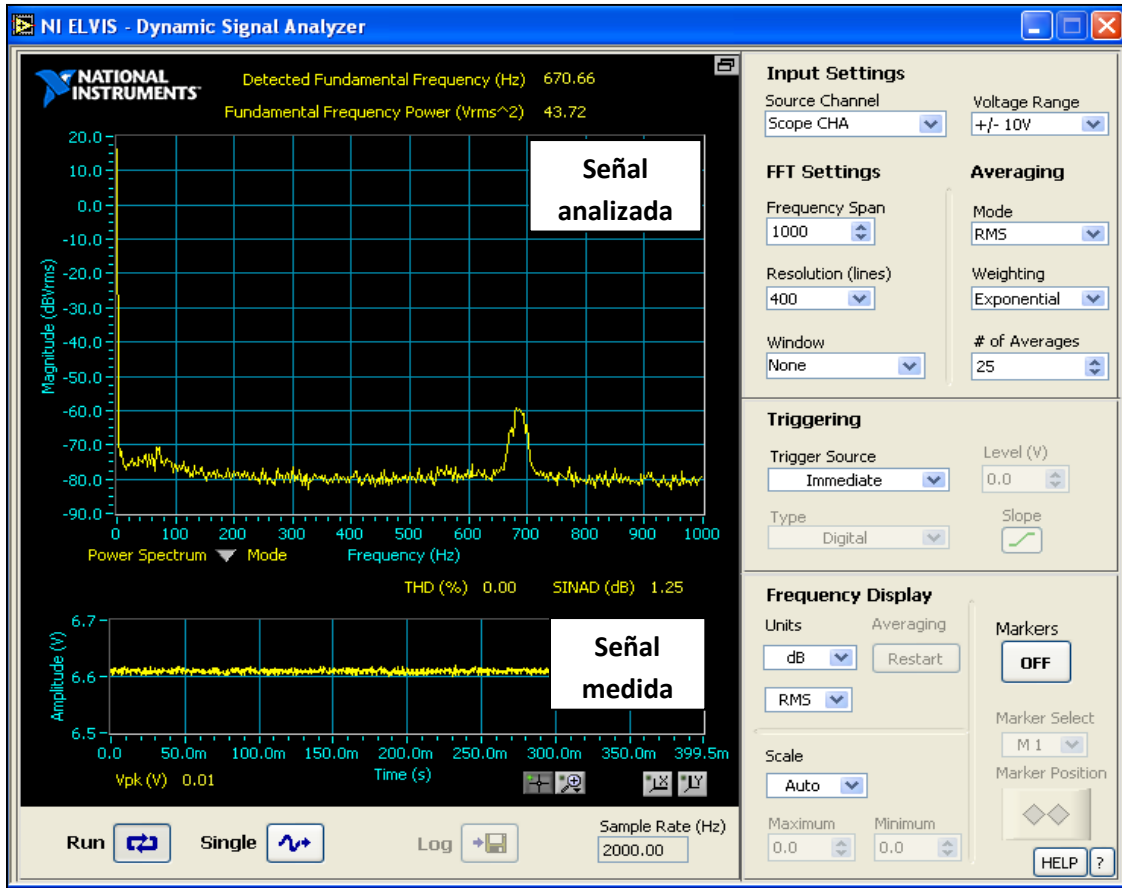 NI ELVIS - Dynamic Signal Analyzer
NATIONAL
INSTRUMENTS
Detected Fundamental Frequency (Hz) 670.66
Fundamental Frequency Power (Vrms^2) 43.72
Señal
analizada
Magnitude (dBVrms)
20.0
10.0
0.0
-10.0
-20.0
-30.0
-40.0
-50.0
-60.0
-70.0
-80.0
-90.0
0 100 200 300 400 500 600 700 800 900 1000
Power Spectrum Mode Frequency (Hz)
THD (%) 0.00 SINAD (dB) 1.25
Amplitude (V)
6.7
6.6
6.5
Señal
medida
0.0 50.0m 100.0m 150.0m 200.0m 250.0m 300.0m 350.0m 399.5m
Vpk (V) 0.01 Time (s)
X Y
Run Single Log
Sample Rate (Hz)
2000.00
Input Settings
Source Channel Voltage Range
Scope CHA +/- 10V
FFT Settings Averaging
Frequency Span Mode
1000 RMS
Resolution (lines) Weighting
400 Exponential
Window # of Averages
None 25
Triggering
Trigger Source Level (V)
Immediate 0.0
Type Slope
Digital
Frequency Display
Units Averaging Markers
dB Restart OFF
RMS
Marker Select
M 1
Scale Marker Position
Auto
Maximum Minimum
0.0 0.0
HELP ?